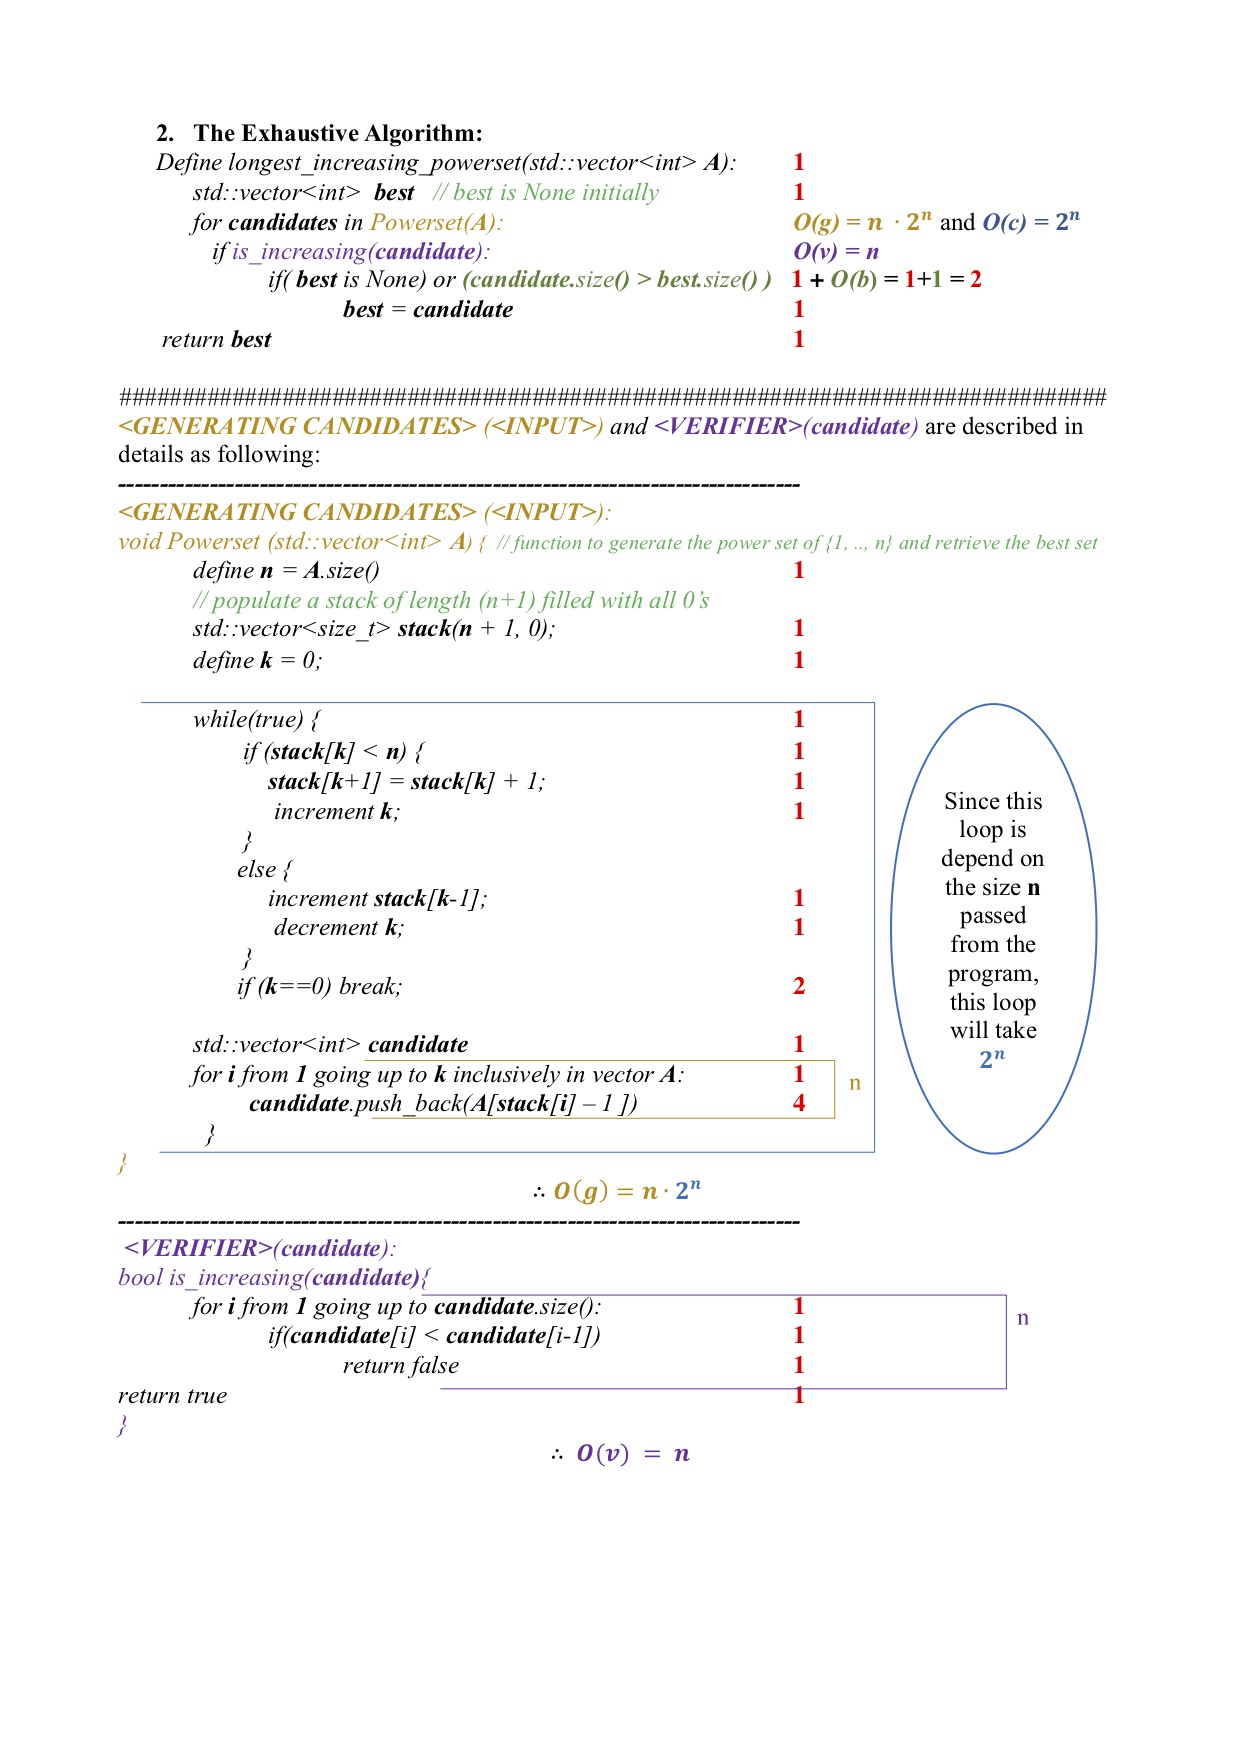 2. The Exhaustive Algorithm:
Define longest_increasing_powerset(std::vector<int> A): 1
std::vector<int> best // best is None initially 1
for candidates in Powerset(A): O(g) = n · 2ⁿ and O(c) = 2ⁿ
if is_increasing(candidate): O(v) = n
if( best is None) or (candidate.size() > best.size() ) 1 + O(b) = 1+1 = 2
best = candidate 1
return best 1
###############################################################################
<GENERATING CANDIDATES> (<INPUT>) and <VERIFIER>(candidate) are described in
details as following:
----------------------------------------------------------------------------------
<GENERATING CANDIDATES> (<INPUT>):
void Powerset (std::vector<int> A) { // function to generate the power set of {1, .., n} and retrieve the best set
define n = A.size() 1
// populate a stack of length (n+1) filled with all 0’s
std::vector<size_t> stack(n + 1, 0); 1
define k = 0; 1
while(true) { 1
if (stack[k] < n) { 1
stack[k+1] = stack[k] + 1; 1
increment k; 1
}
else {
increment stack[k-1]; 1
decrement k; 1
}
if (k==0) break; 2
std::vector<int> candidate 1
for i from 1 going up to k inclusively in vector A: 1
n
candidate.push_back(A[stack[i] – 1 ]) 4
}
Since this
loop is
depend on
the size n
passed
from the
program,
this loop
will take
2ⁿ
}
∴ O(g) = n · 2ⁿ
----------------------------------------------------------------------------------
<VERIFIER>(candidate):
bool is_increasing(candidate){
for i from 1 going up to candidate.size(): 1
n
if(candidate[i] < candidate[i-1]) 1
return false 1
return true 1
}
∴ O(v) = n